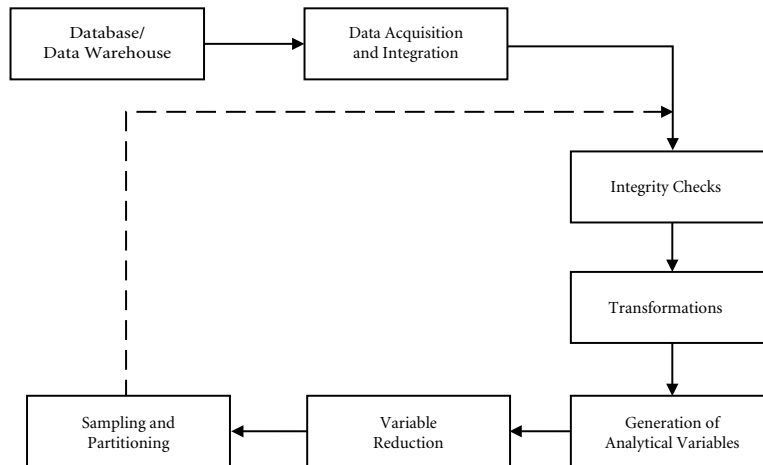 Database/
Data Warehouse
Data Acquisition
and Integration
Integrity Checks
Transformations
Generation of
Analytical Variables
Variable
Reduction
Sampling and
Partitioning